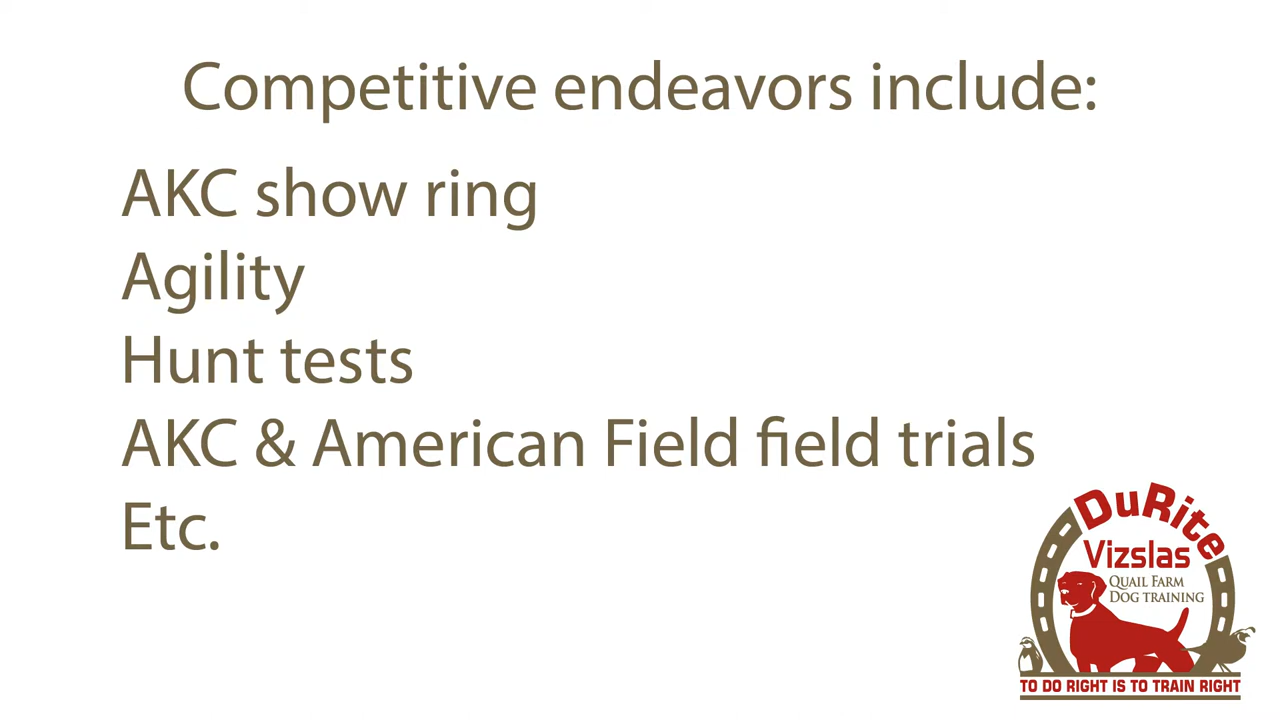 Competitive endeavors include:
AKC show ring
Agility
Hunt tests
AKC & American Field field trials
Etc.
DuRite
Vizslas
QUAIL FARM
DOG TRAINING
TO DO RIGHT IS TO TRAIN RIGHT